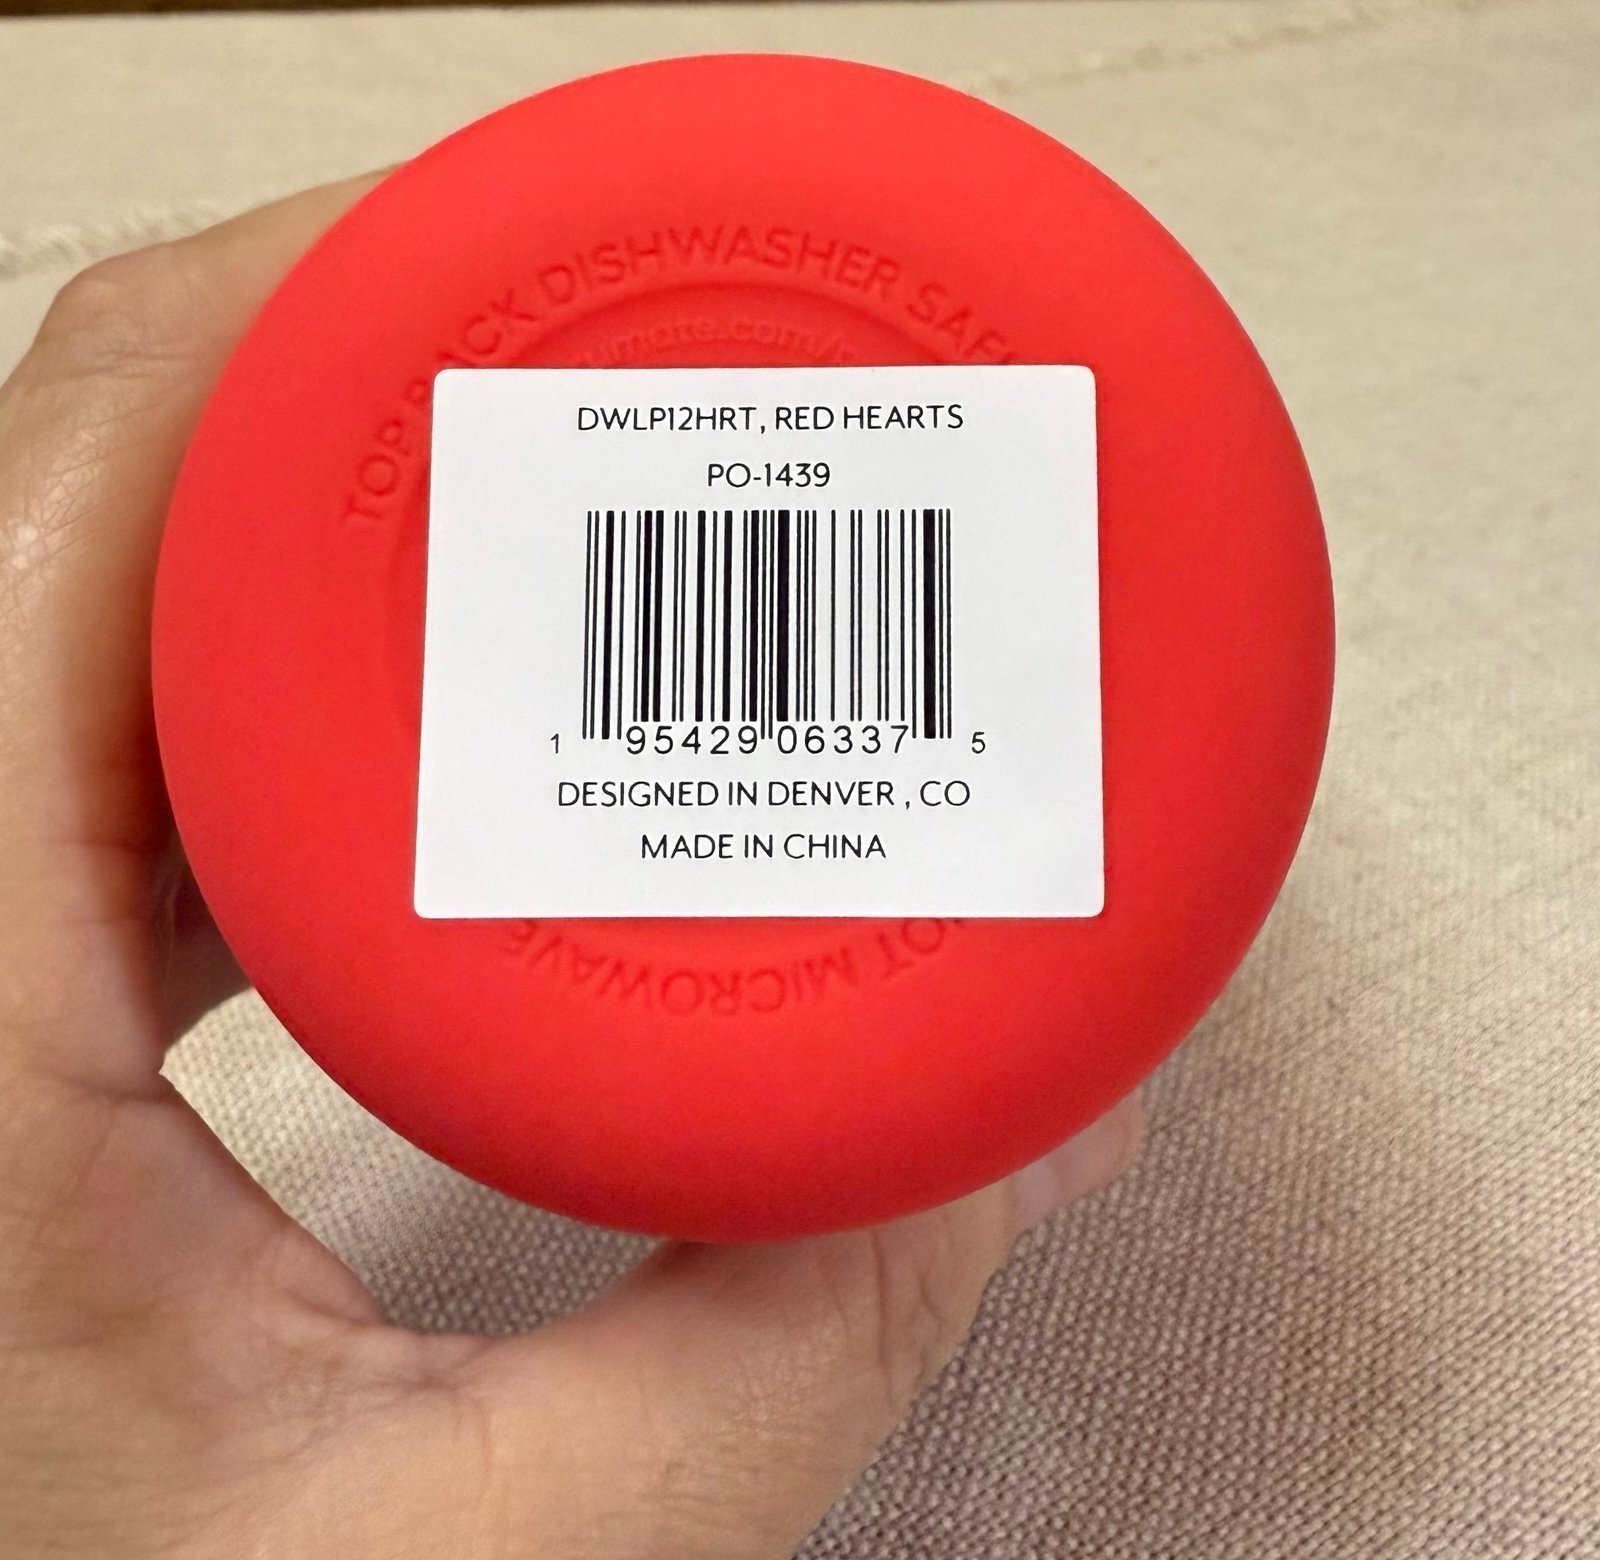 TOP RACK DISHWASHER SAFE
DWLP12HRT, RED HEARTS
PO-1439
1 95429 06337 5
DESIGNED IN DENVER , CO
MADE IN CHINA
MICROWAVE